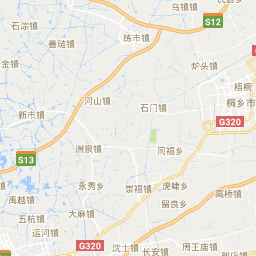 乌镇镇
石淙镇
S12
练市镇
善琏镇
金镇
炉头镇
梧桐
河山镇
石门镇
桐乡市
新市镇
G320
洲泉镇
同福乡
S13
永秀乡
崇福镇
虎啸乡
高桥镇
禹越镇
留良乡
大麻镇
五杭镇
运河镇
G320
沈士镇
周王庙镇
长安镇